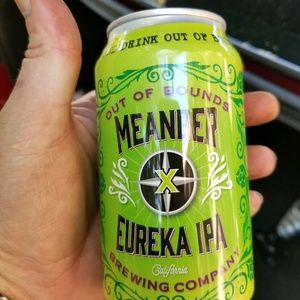 DRINK OUT OF B
OUT OF BOUNDS
MEANDER
X
EUREKA IPA
California
BREWING COMPANY